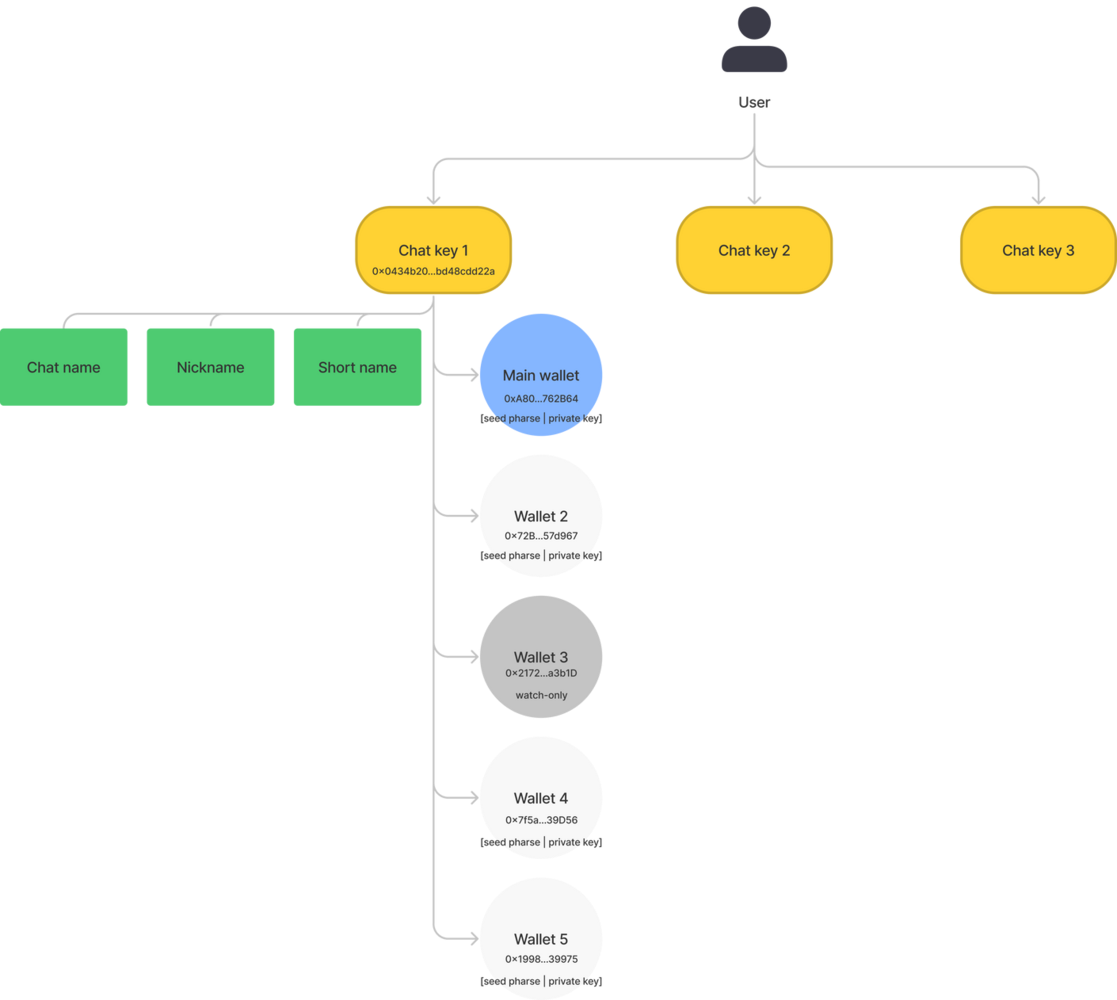 User
Chat key 1
0×0434b20...bd48cdd22a
Chat key 2
Chat key 3
Chat name
Nickname
Short name
Main wallet
0xA80...762B64
[seed pharse | private key]
Wallet 2
0×72B...57d967
[seed pharse | private key]
Wallet 3
0×2172...a3b1D
watch-only
Wallet 4
0×7f5a...39D56
[seed pharse | private key]
Wallet 5
0×1998...39975
[seed pharse | private key]